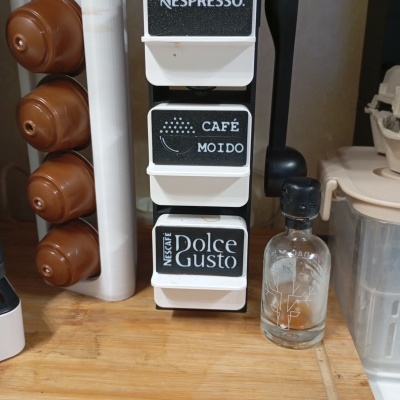 NESPRESSO.
CAFÉ
MOIDO
NESCAFÉ
DOLCE
GUSTO